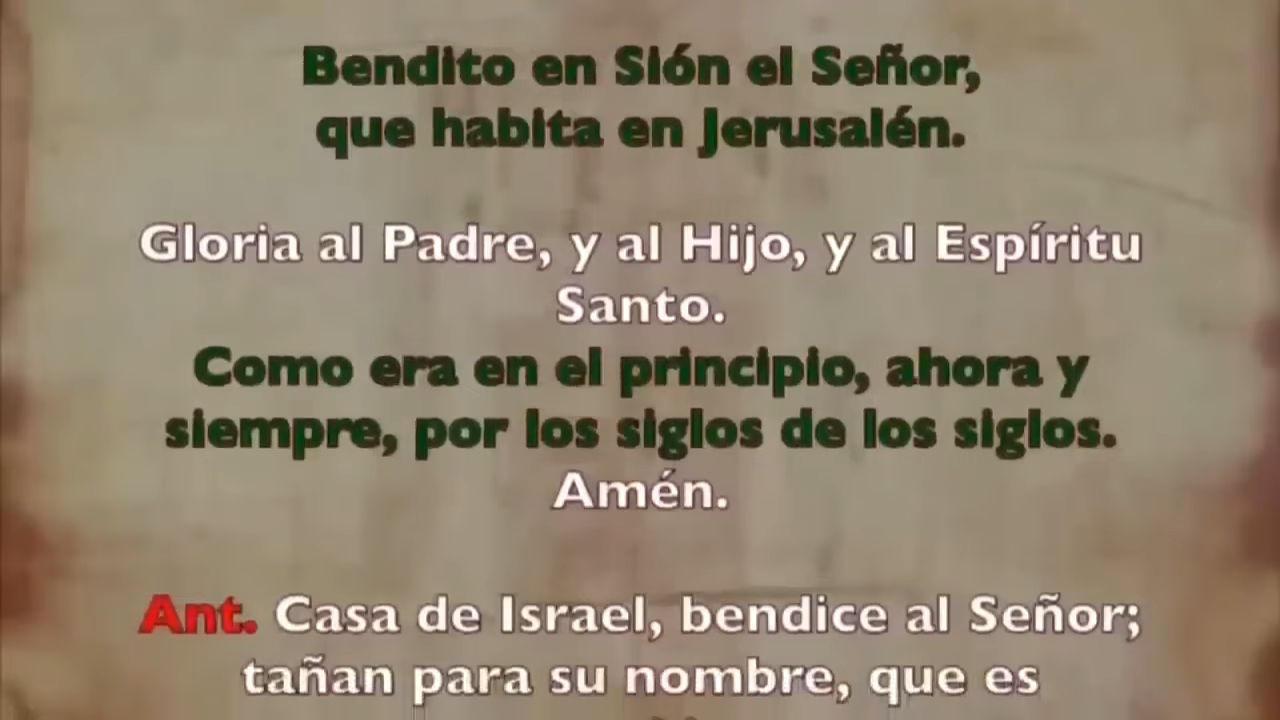 Bendito en Sión el Señor,
que habita en Jerusalén.
Gloria al Padre, y al Hijo, y al Espíritu
Santo.
Como era en el principio, ahora y
siempre, por los siglos de los siglos.
Amén.
Ant. Casa de Israel, bendice al Señor;
tañan para su nombre, que es